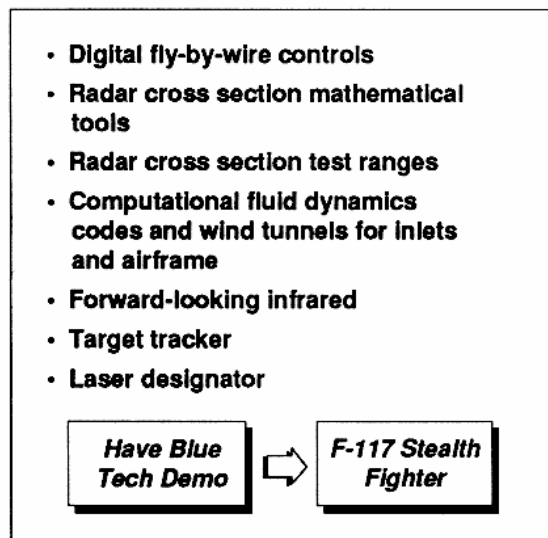 • Digital fly-by-wire controls
• Radar cross section mathematical
tools
• Radar cross section test ranges
• Computational fluid dynamics
codes and wind tunnels for inlets
and airframe
• Forward-looking infrared
• Target tracker
• Laser designator
Have Blue
Tech Demo
F-117 Stealth
Fighter